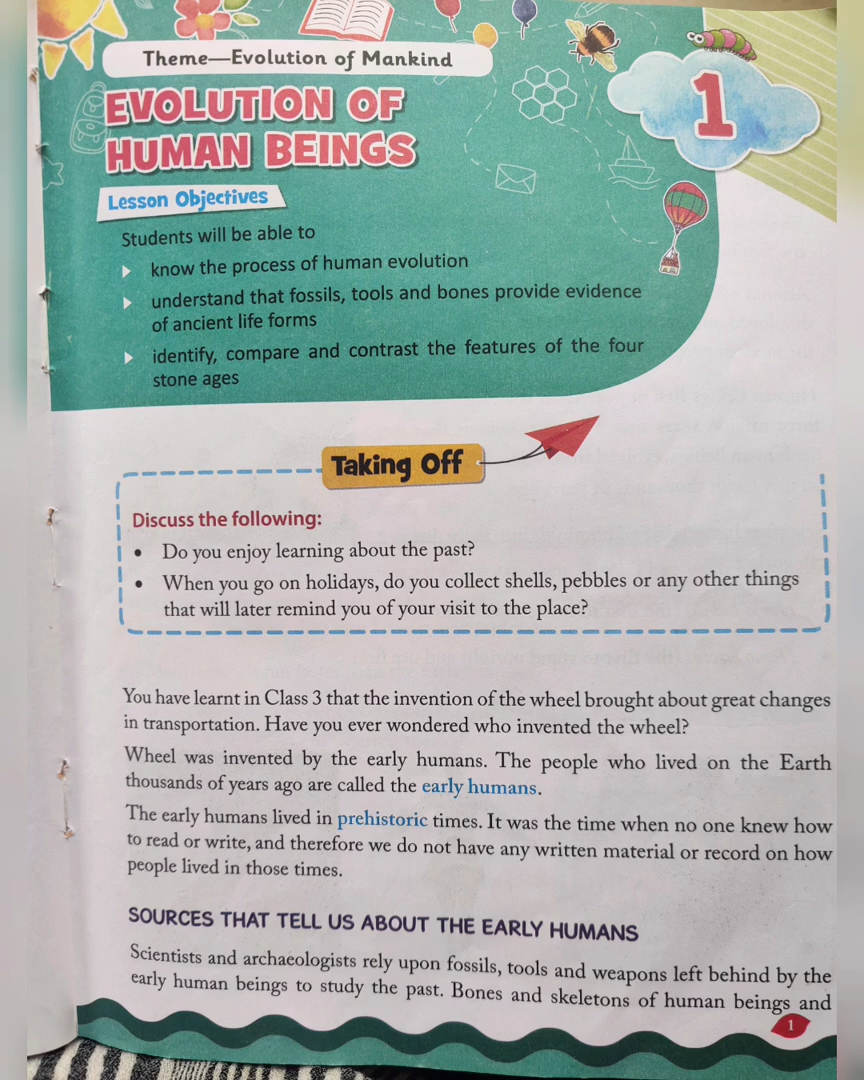 Theme—Evolution of Mankind
1
EVOLUTION OF
HUMAN BEINGS
Lesson Objectives
Students will be able to
know the process of human evolution
understand that fossils, tools and bones provide evidence
of ancient life forms
identify, compare and contrast the features of the four
stone ages
Taking Off
Discuss the following:
• Do you enjoy learning about the past?
• When you go on holidays, do you collect shells, pebbles or any other things
that will later remind you of your visit to the place?
You have learnt in Class 3 that the invention of the wheel brought about great changes
in transportation. Have you ever wondered who invented the wheel?
Wheel was invented by the early humans. The people who lived on the Earth
thousands of years ago are called the early humans.
The early humans lived in prehistoric times. It was the time when no one knew how
to read or write, and therefore we do not have any written material or record on how
people lived in those times.
SOURCES THAT TELL US ABOUT THE EARLY HUMANS
Scientists and archaeologists rely upon fossils, tools and weapons left behind by the
early human beings to study the past. Bones and skeletons of human beings and
1